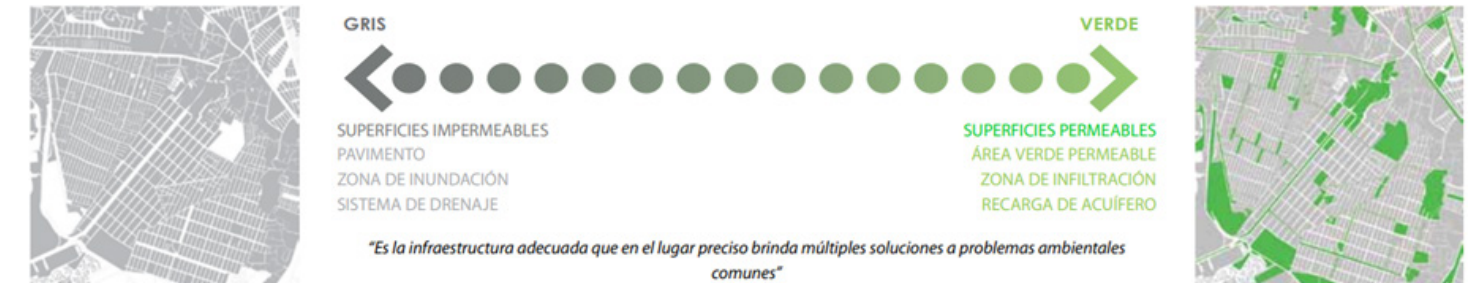 GRIS
VERDE
SUPERFICIES IMPERMEABLES
PAVIMENTO
ZONA DE INUNDACIÓN
SISTEMA DE DRENAJE
SUPERFICIES PERMEABLES
ÁREA VERDE PERMEABLE
ZONA DE INFILTRACIÓN
RECARGA DE ACUÍFERO
“Es la infraestructura adecuada que en el lugar preciso brinda múltiples soluciones a problemas ambientales
comunes”